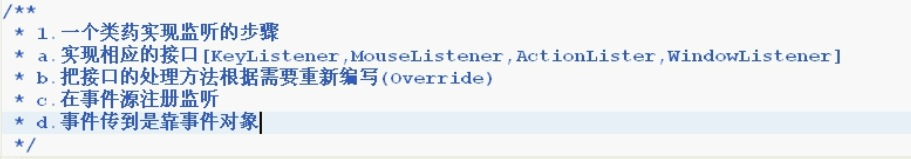 /**
* 1.一个类药实现监听的步骤
* a.实现相应的接口[KeyListener,MouseListener,ActionLister,WindowListener]
* b.把接口的处理方法根据需要重新编写(Override)
* c.在事件源注册监听
* d.事件传到是靠事件对象
*/